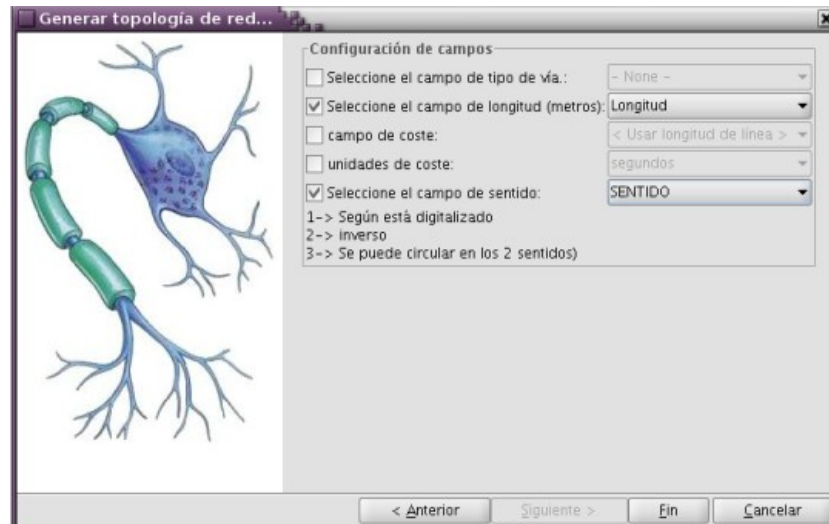 Generar topología de red...
Configuración de campos
Seleccione el campo de tipo de vía.: - None -
Seleccione el campo de longitud (metros): Longitud
campo de coste: < Usar longitud de línea >
unidades de coste: segundos
Seleccione el campo de sentido: SENTIDO
1-> Según está digitalizado
2-> inverso
3-> Se puede circular en los 2 sentidos)
< Anterior Siguiente > Fin Cancelar